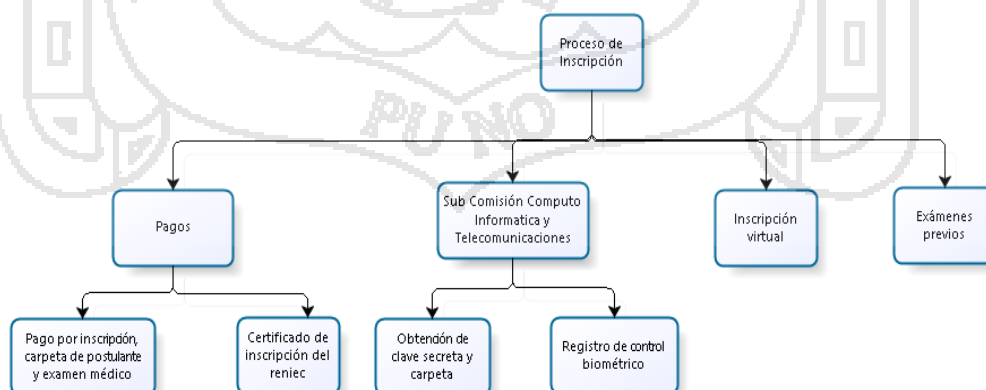 Proceso de
Inscripción
Pagos
Sub Comisión Computo
Informatica y
Telecomunicaciones
Inscripción
virtual
Exámenes
previos
Pago por inscripción,
carpeta de postulante
y examen médico
Certificado de
inscripción del
reniec
Obtención de
clave secreta y
carpeta
Registro de control
biométrico
PUNO